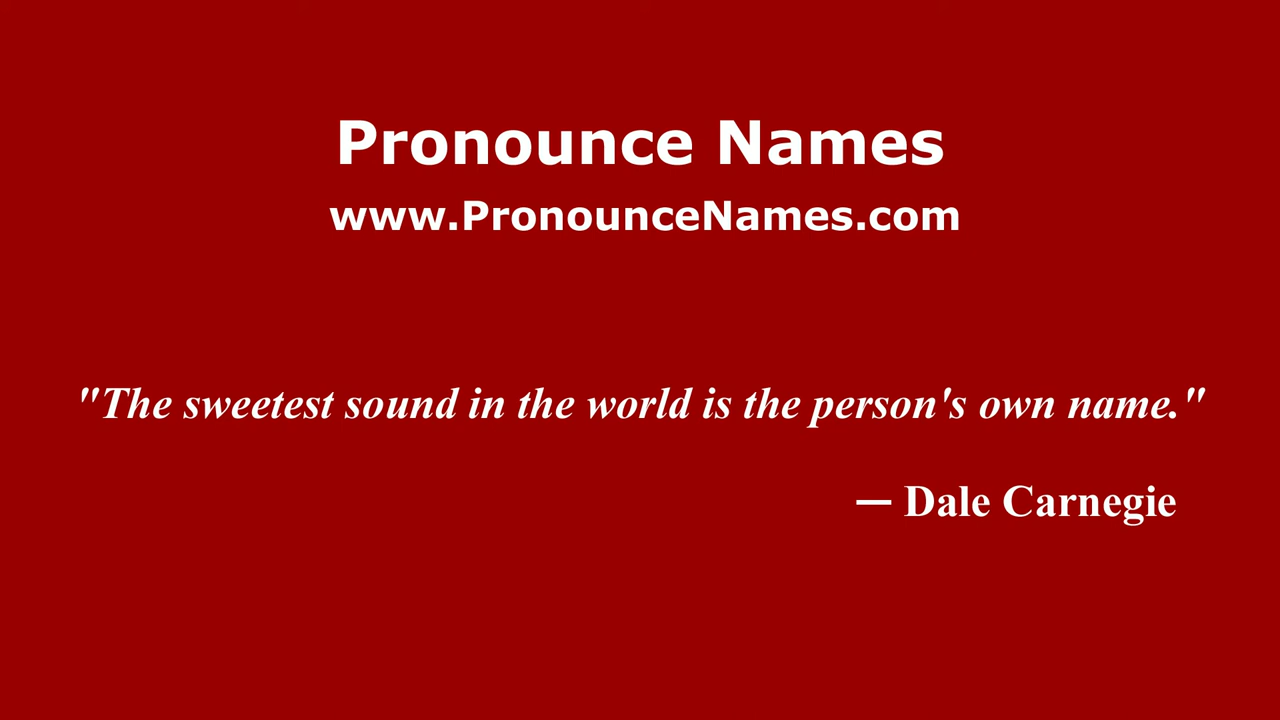 Pronounce Names
www.PronounceNames.com
"The sweetest sound in the world is the person's own name."
— Dale Carnegie